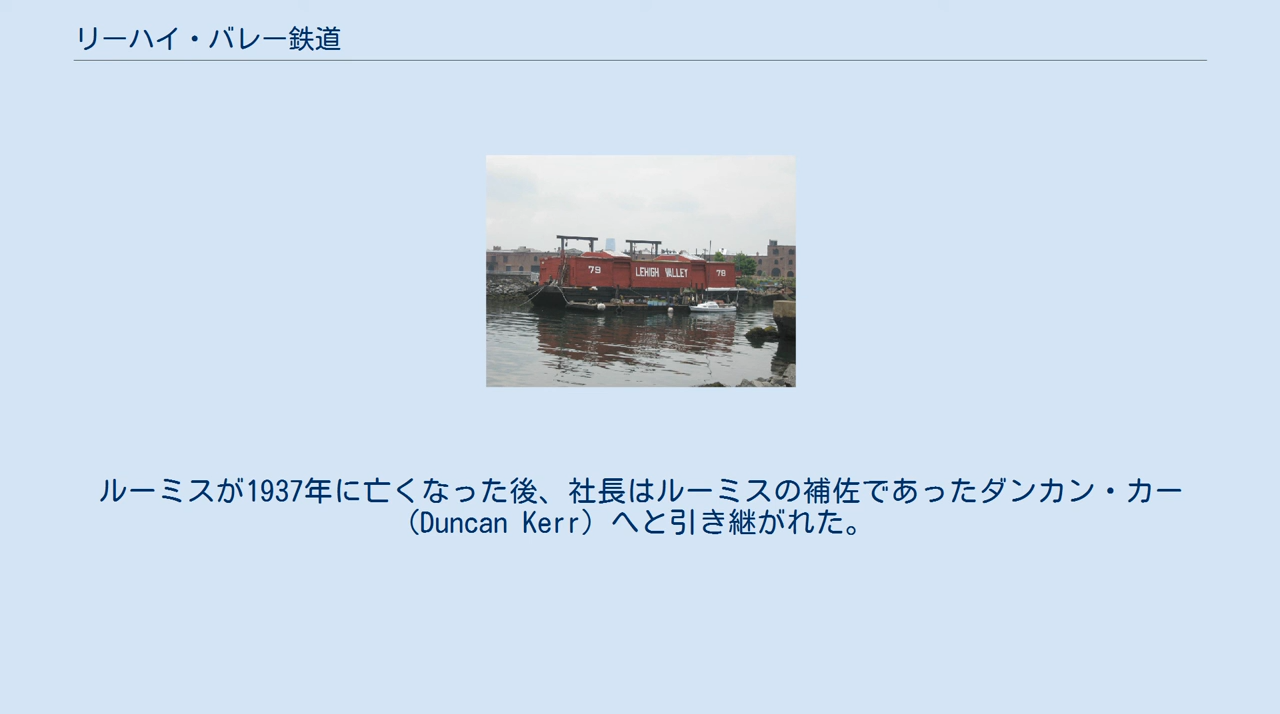 リーハイ・バレー鉄道
79 LEHIGH VALLEY 79
ルーミスが1937年に亡くなった後、社長はルーミスの補佐であったダンカン・カー
(Duncan Kerr) へと引き継がれた。